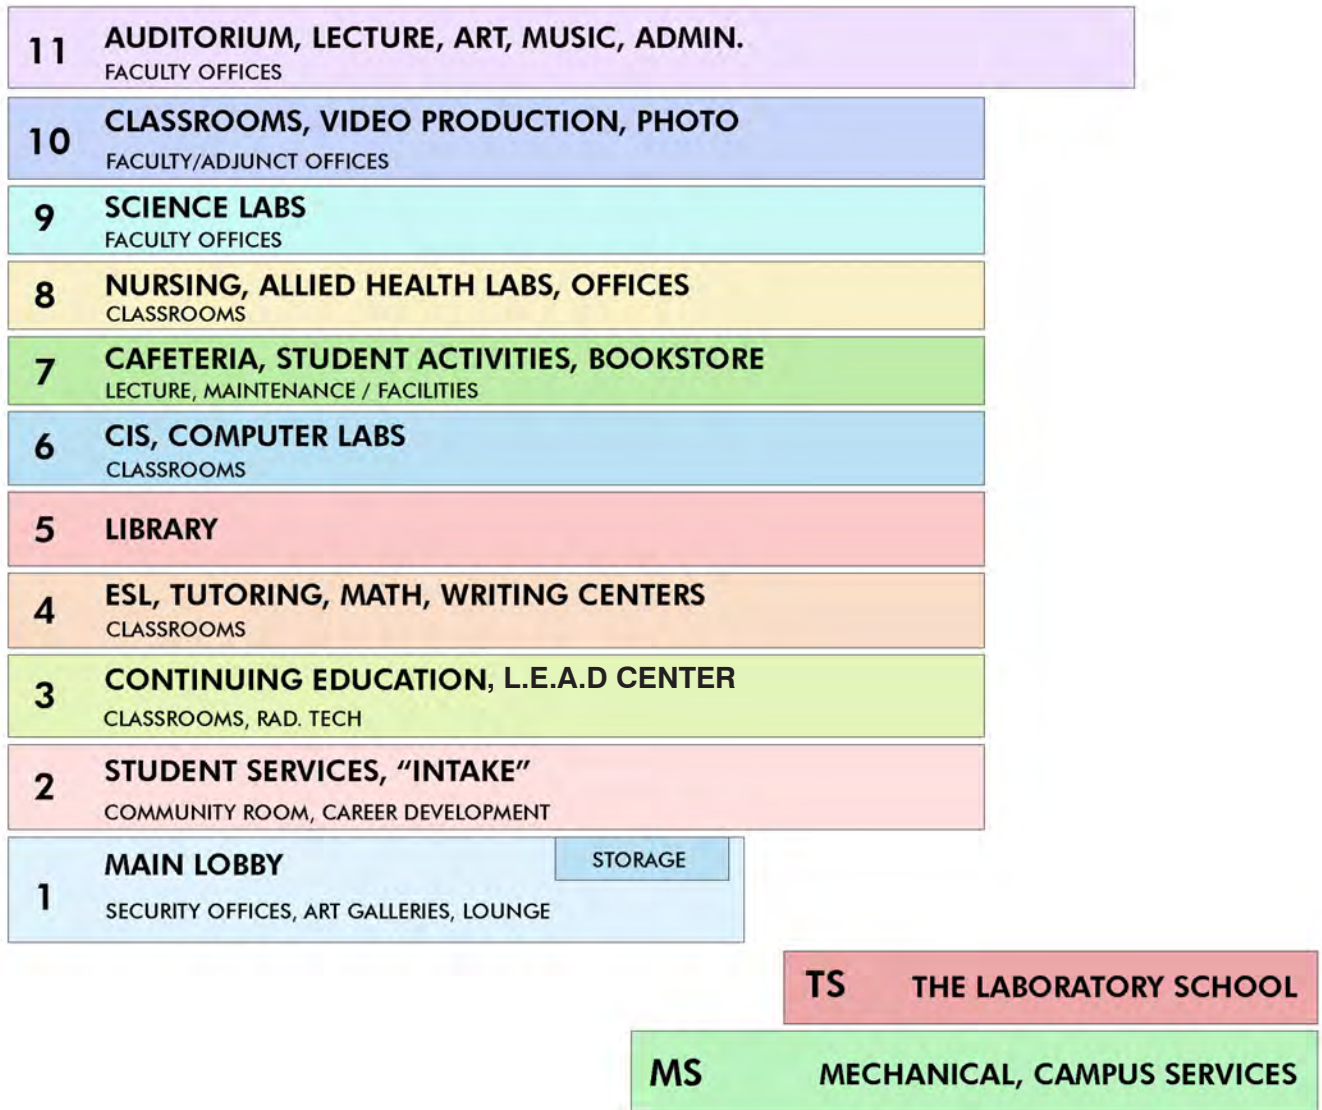 11 AUDITORIUM, LECTURE, ART, MUSIC, ADMIN.
FACULTY OFFICES
10 CLASSROOMS, VIDEO PRODUCTION, PHOTO
FACULTY/ADJUNCT OFFICES
9 SCIENCE LABS
FACULTY OFFICES
8 NURSING, ALLIED HEALTH LABS, OFFICES
CLASSROOMS
7 CAFETERIA, STUDENT ACTIVITIES, BOOKSTORE
LECTURE, MAINTENANCE / FACILITIES
6 CIS, COMPUTER LABS
CLASSROOMS
5 LIBRARY
4 ESL, TUTORING, MATH, WRITING CENTERS
CLASSROOMS
3 CONTINUING EDUCATION, L.E.A.D CENTER
CLASSROOMS, RAD. TECH
2 STUDENT SERVICES, “INTAKE”
COMMUNITY ROOM, CAREER DEVELOPMENT
1 MAIN LOBBY
STORAGE
SECURITY OFFICES, ART GALLERIES, LOUNGE
TS THE LABORATORY SCHOOL
MS MECHANICAL, CAMPUS SERVICES